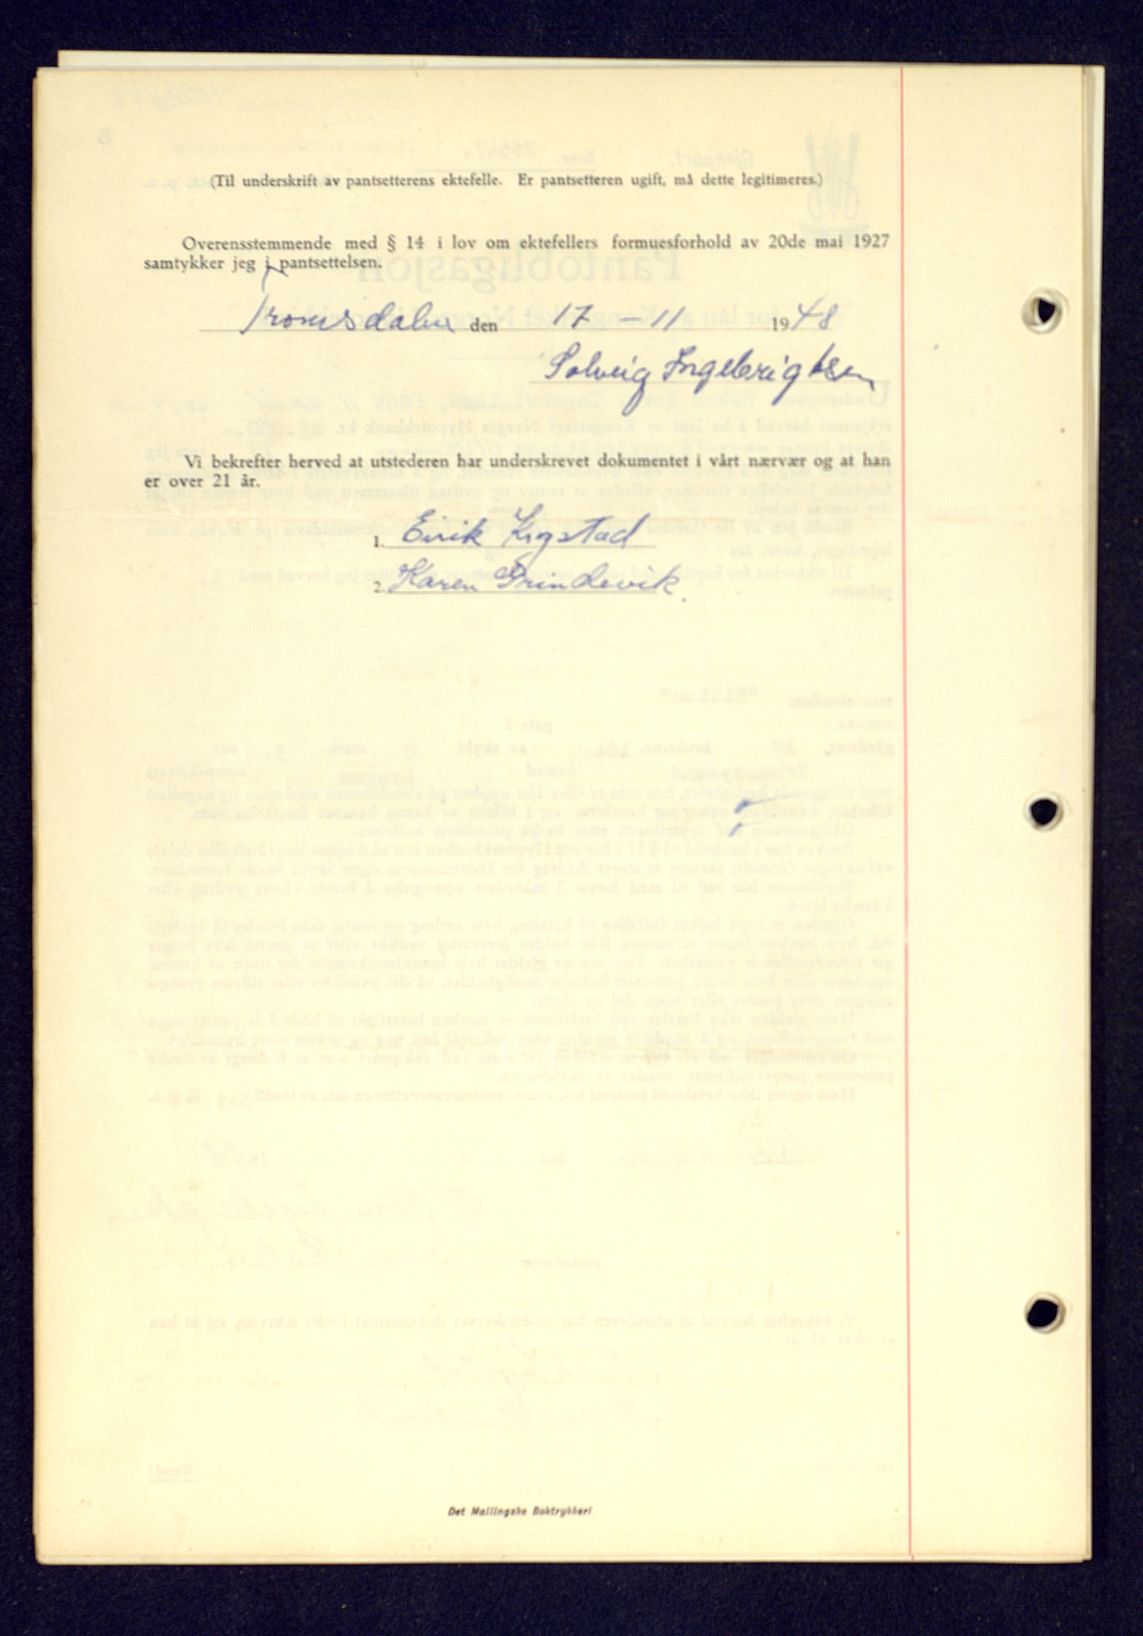 (Til underskrift av pantsetterens ektefelle. Er pantsetteren ugift, må dette legitimeres.)
Overensstemmende med § 14 i lov om ektefellers formuesforhold av 20de mai 1927
samtykker jeg i pantsettelsen.
Tromsdalen den 17 - 11 1948
Solveig Ingebrigtsen
Vi bekrefter herved at utstederen har underskrevet dokumentet i vårt nærvær og at han
er over 21 år.
1. Eirik
2. Karen Grindevik.
Det Mallingske Boktrykkeri